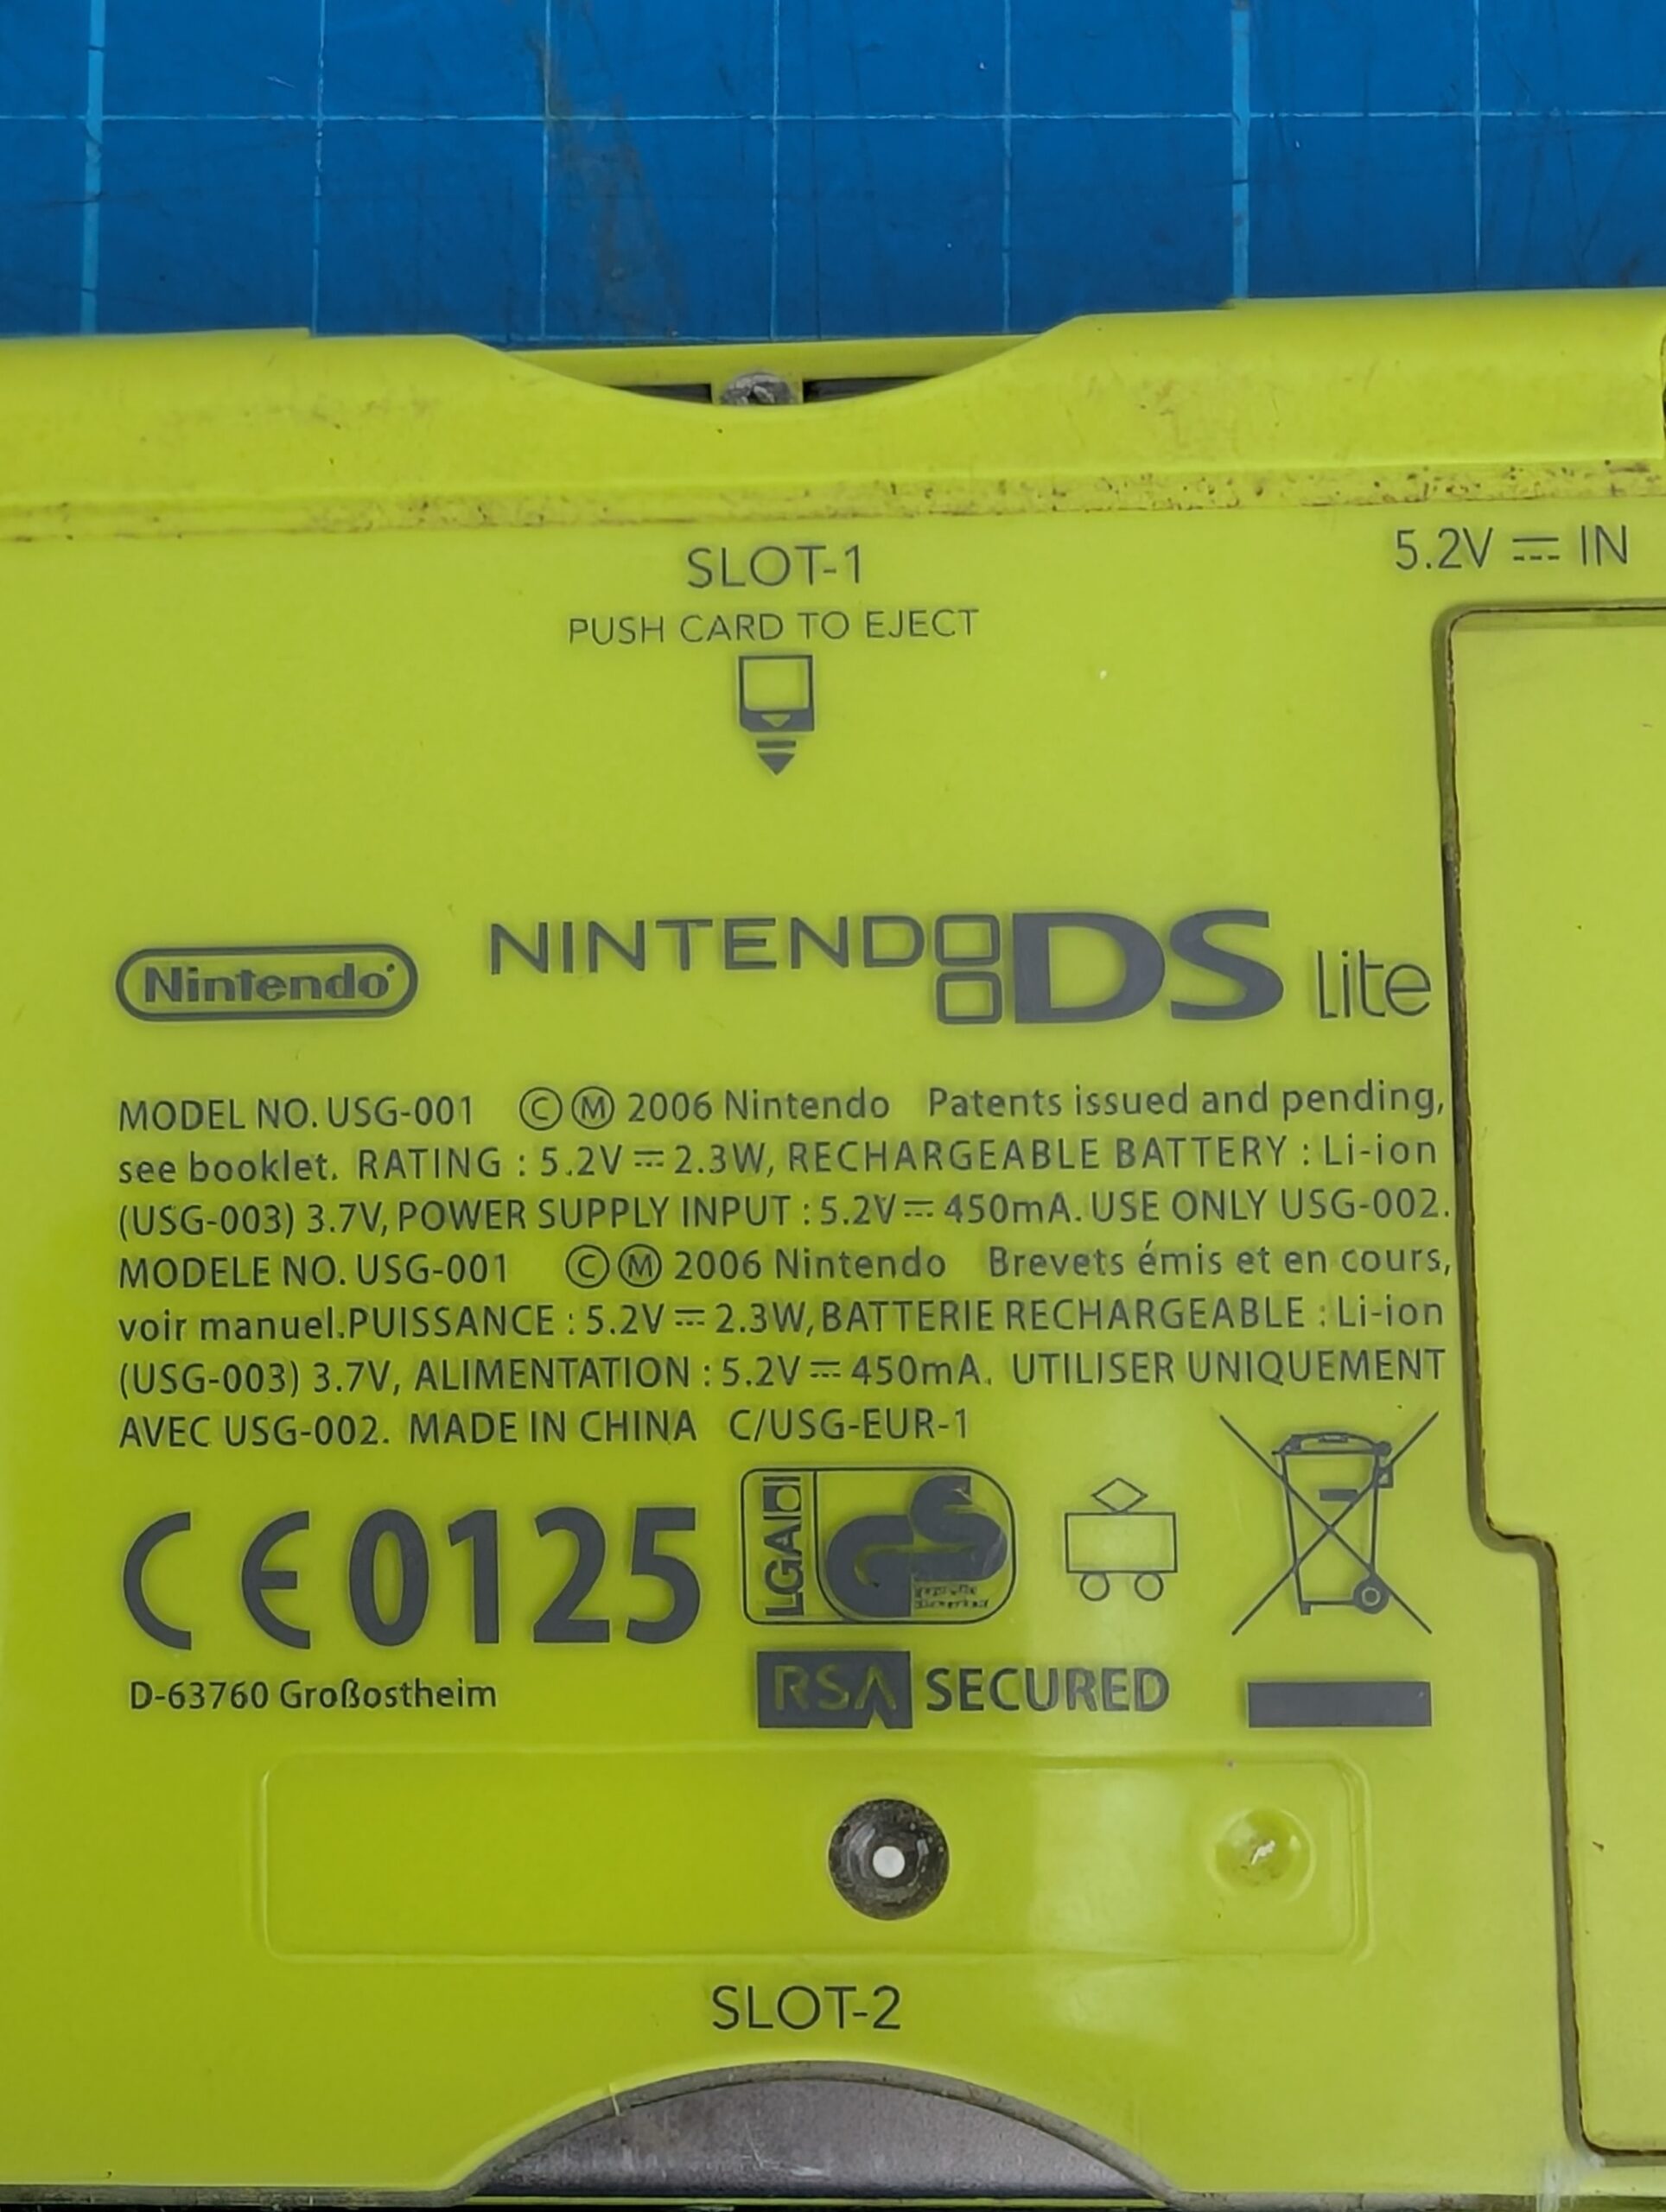 SLOT-1
5.2V ⎓ IN
PUSH CARD TO EJECT
Nintendo
NINTENDO DS Lite
MODEL NO. USG-001 ©Ⓜ 2006 Nintendo Patents issued and pending,
see booklet. RATING : 5.2V ⎓ 2.3W, RECHARGEABLE BATTERY : Li-ion
(USG-003) 3.7V, POWER SUPPLY INPUT : 5.2V ⎓ 450mA. USE ONLY USG-002.
MODELE NO. USG-001 ©Ⓜ 2006 Nintendo Brevets émis et en cours,
voir manuel.PUISSANCE : 5.2V ⎓ 2.3W, BATTERIE RECHARGEABLE : Li-ion
(USG-003) 3.7V, ALIMENTATION : 5.2V ⎓ 450mA. UTILISER UNIQUEMENT
AVEC USG-002. MADE IN CHINA C/USG-EUR-1
CE 0125
LGA
GS
D-63760 Großostheim
RSA SECURED
SLOT-2